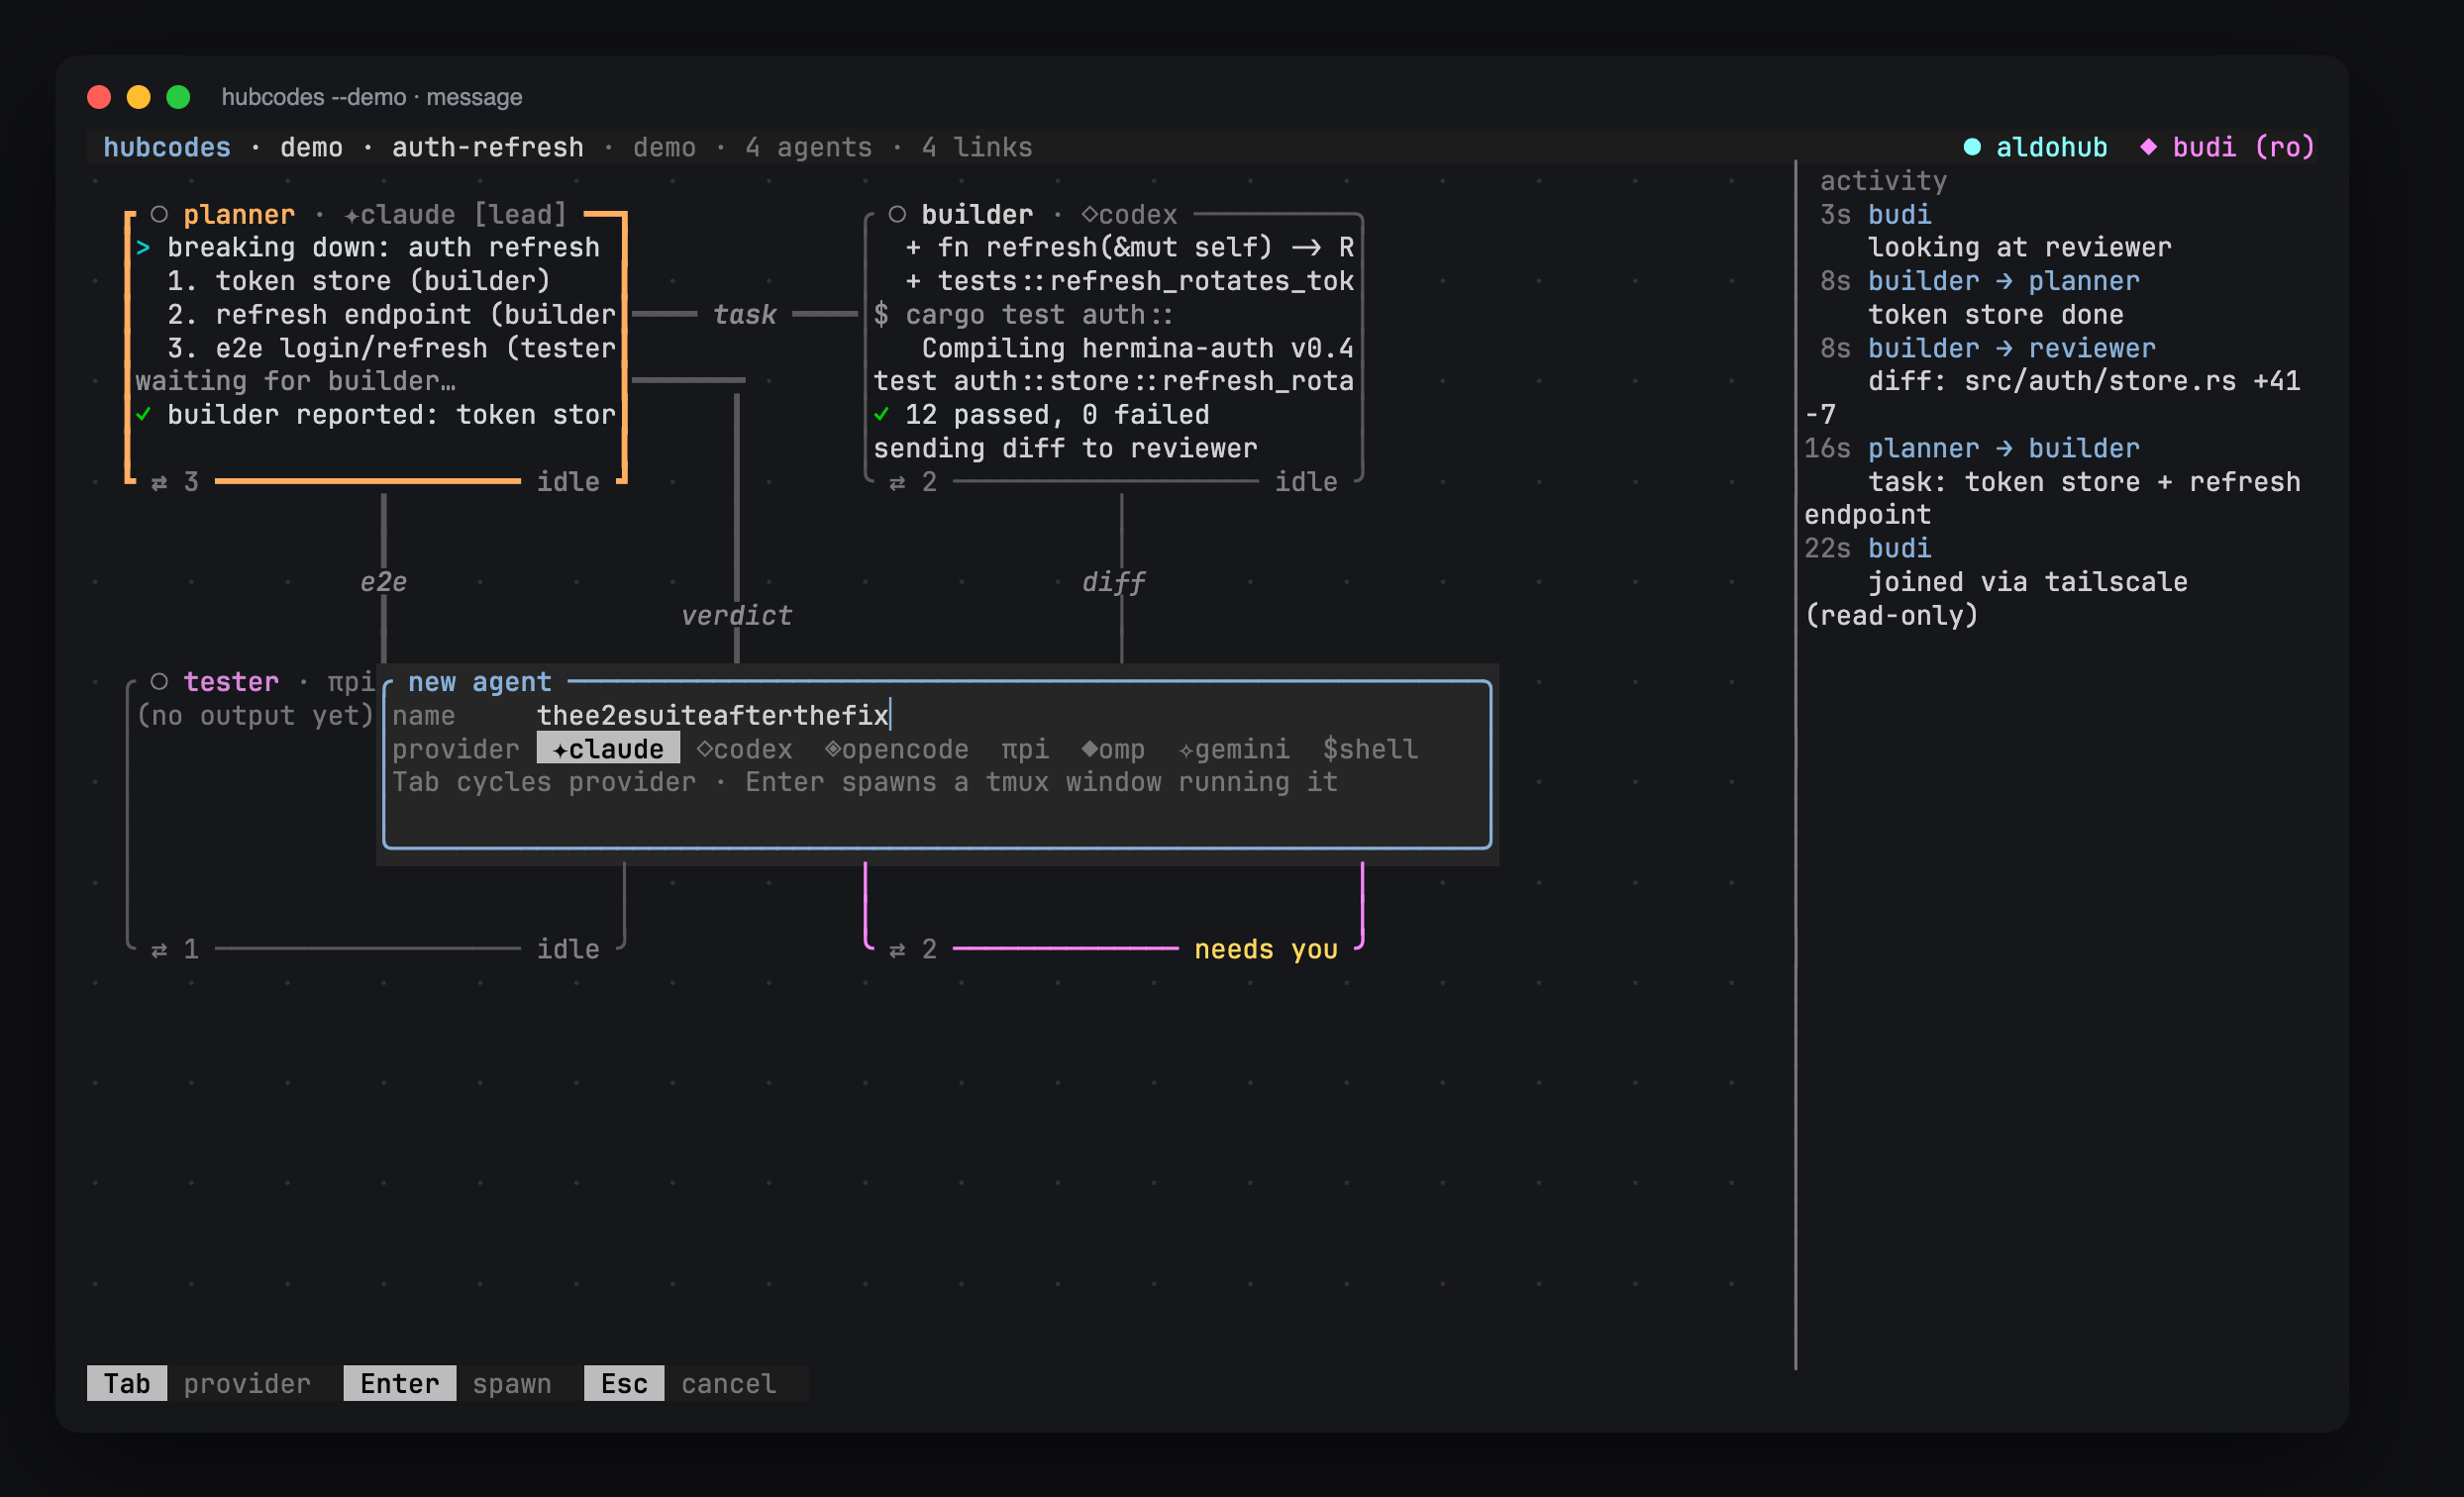 hubcodes --demo · message
hubcodes · demo · auth-refresh · demo · 4 agents · 4 links
● aldohub ◆ budi (ro)
○ planner · ✦claude [lead]
> breaking down: auth refresh
1. token store (builder)
2. refresh endpoint (builder
3. e2e login/refresh (tester
waiting for builder…
✓ builder reported: token stor
⇄ 3 idle
task
○ builder · ◇codex
+ fn refresh(&mut self) -> R
+ tests::refresh_rotates_tok
$ cargo test auth::
Compiling hermina-auth v0.4
test auth::store::refresh_rota
✓ 12 passed, 0 failed
sending diff to reviewer
⇄ 2 idle
e2e
verdict
diff
○ tester · πpi
(no output yet)
⇄ 1 idle
new agent
name thee2esuiteafterthefix
provider ✦claude ◇codex ◈opencode πpi ◆omp ✧gemini $shell
Tab cycles provider · Enter spawns a tmux window running it
⇄ 2 needs you
activity
3s budi
looking at reviewer
8s builder → planner
token store done
8s builder → reviewer
diff: src/auth/store.rs +41
-7
16s planner → builder
task: token store + refresh
endpoint
22s budi
joined via tailscale
(read-only)
Tab provider Enter spawn Esc cancel